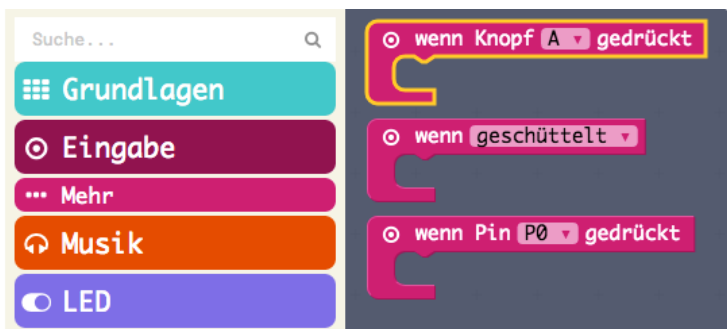 Suche...
Grundlagen
Eingabe
Mehr
Musik
LED
wenn Knopf A gedrückt
wenn geschüttelt
wenn Pin P0 gedrückt